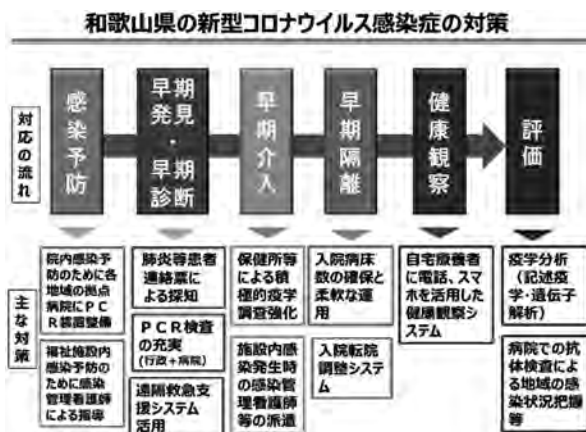 和歌山県の新型コロナウイルス感染症の対策
対応の流れ
感染予防
早期
発見
・
早期
診断
早期介入
早期隔離
健康観察
評価
主な対策
院内感染予
防のために各
地域の拠点
病院にPC
R装置整備
福祉施設内
感染予防の
ために感染
管理看護師
による指導
肺炎等患者
連絡票に
よる探知
PCR検査
の充実
(行政+病院)
遠隔救急支
援システム
活用
保健所等
による積
極的疫学
調査強化
施設内感
染発生時
の感染管
理看護師
等の派遣
入院病床
数の確保と
柔軟な運
用
入院転院
調整システ
ム
自宅療養者
に電話、スマ
ホを活用した
健康観察シ
ステム
疫学分析
(記述疫
学・遺伝子
解析)
病院での抗
体検査によ
る地域の感
染状況把握
等